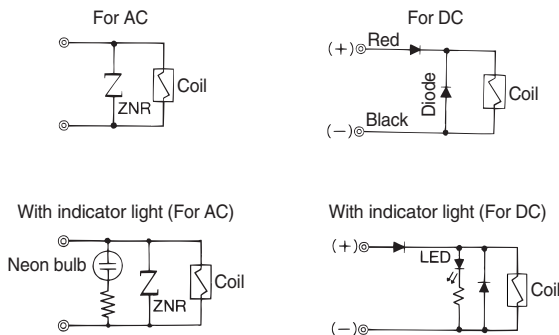 For AC
Coil
ZNR
For DC
(+) Red
Diode
Coil
(−) Black
With indicator light (For AC)
Neon bulb
Coil
ZNR
With indicator light (For DC)
(+)
LED
Coil
(−)